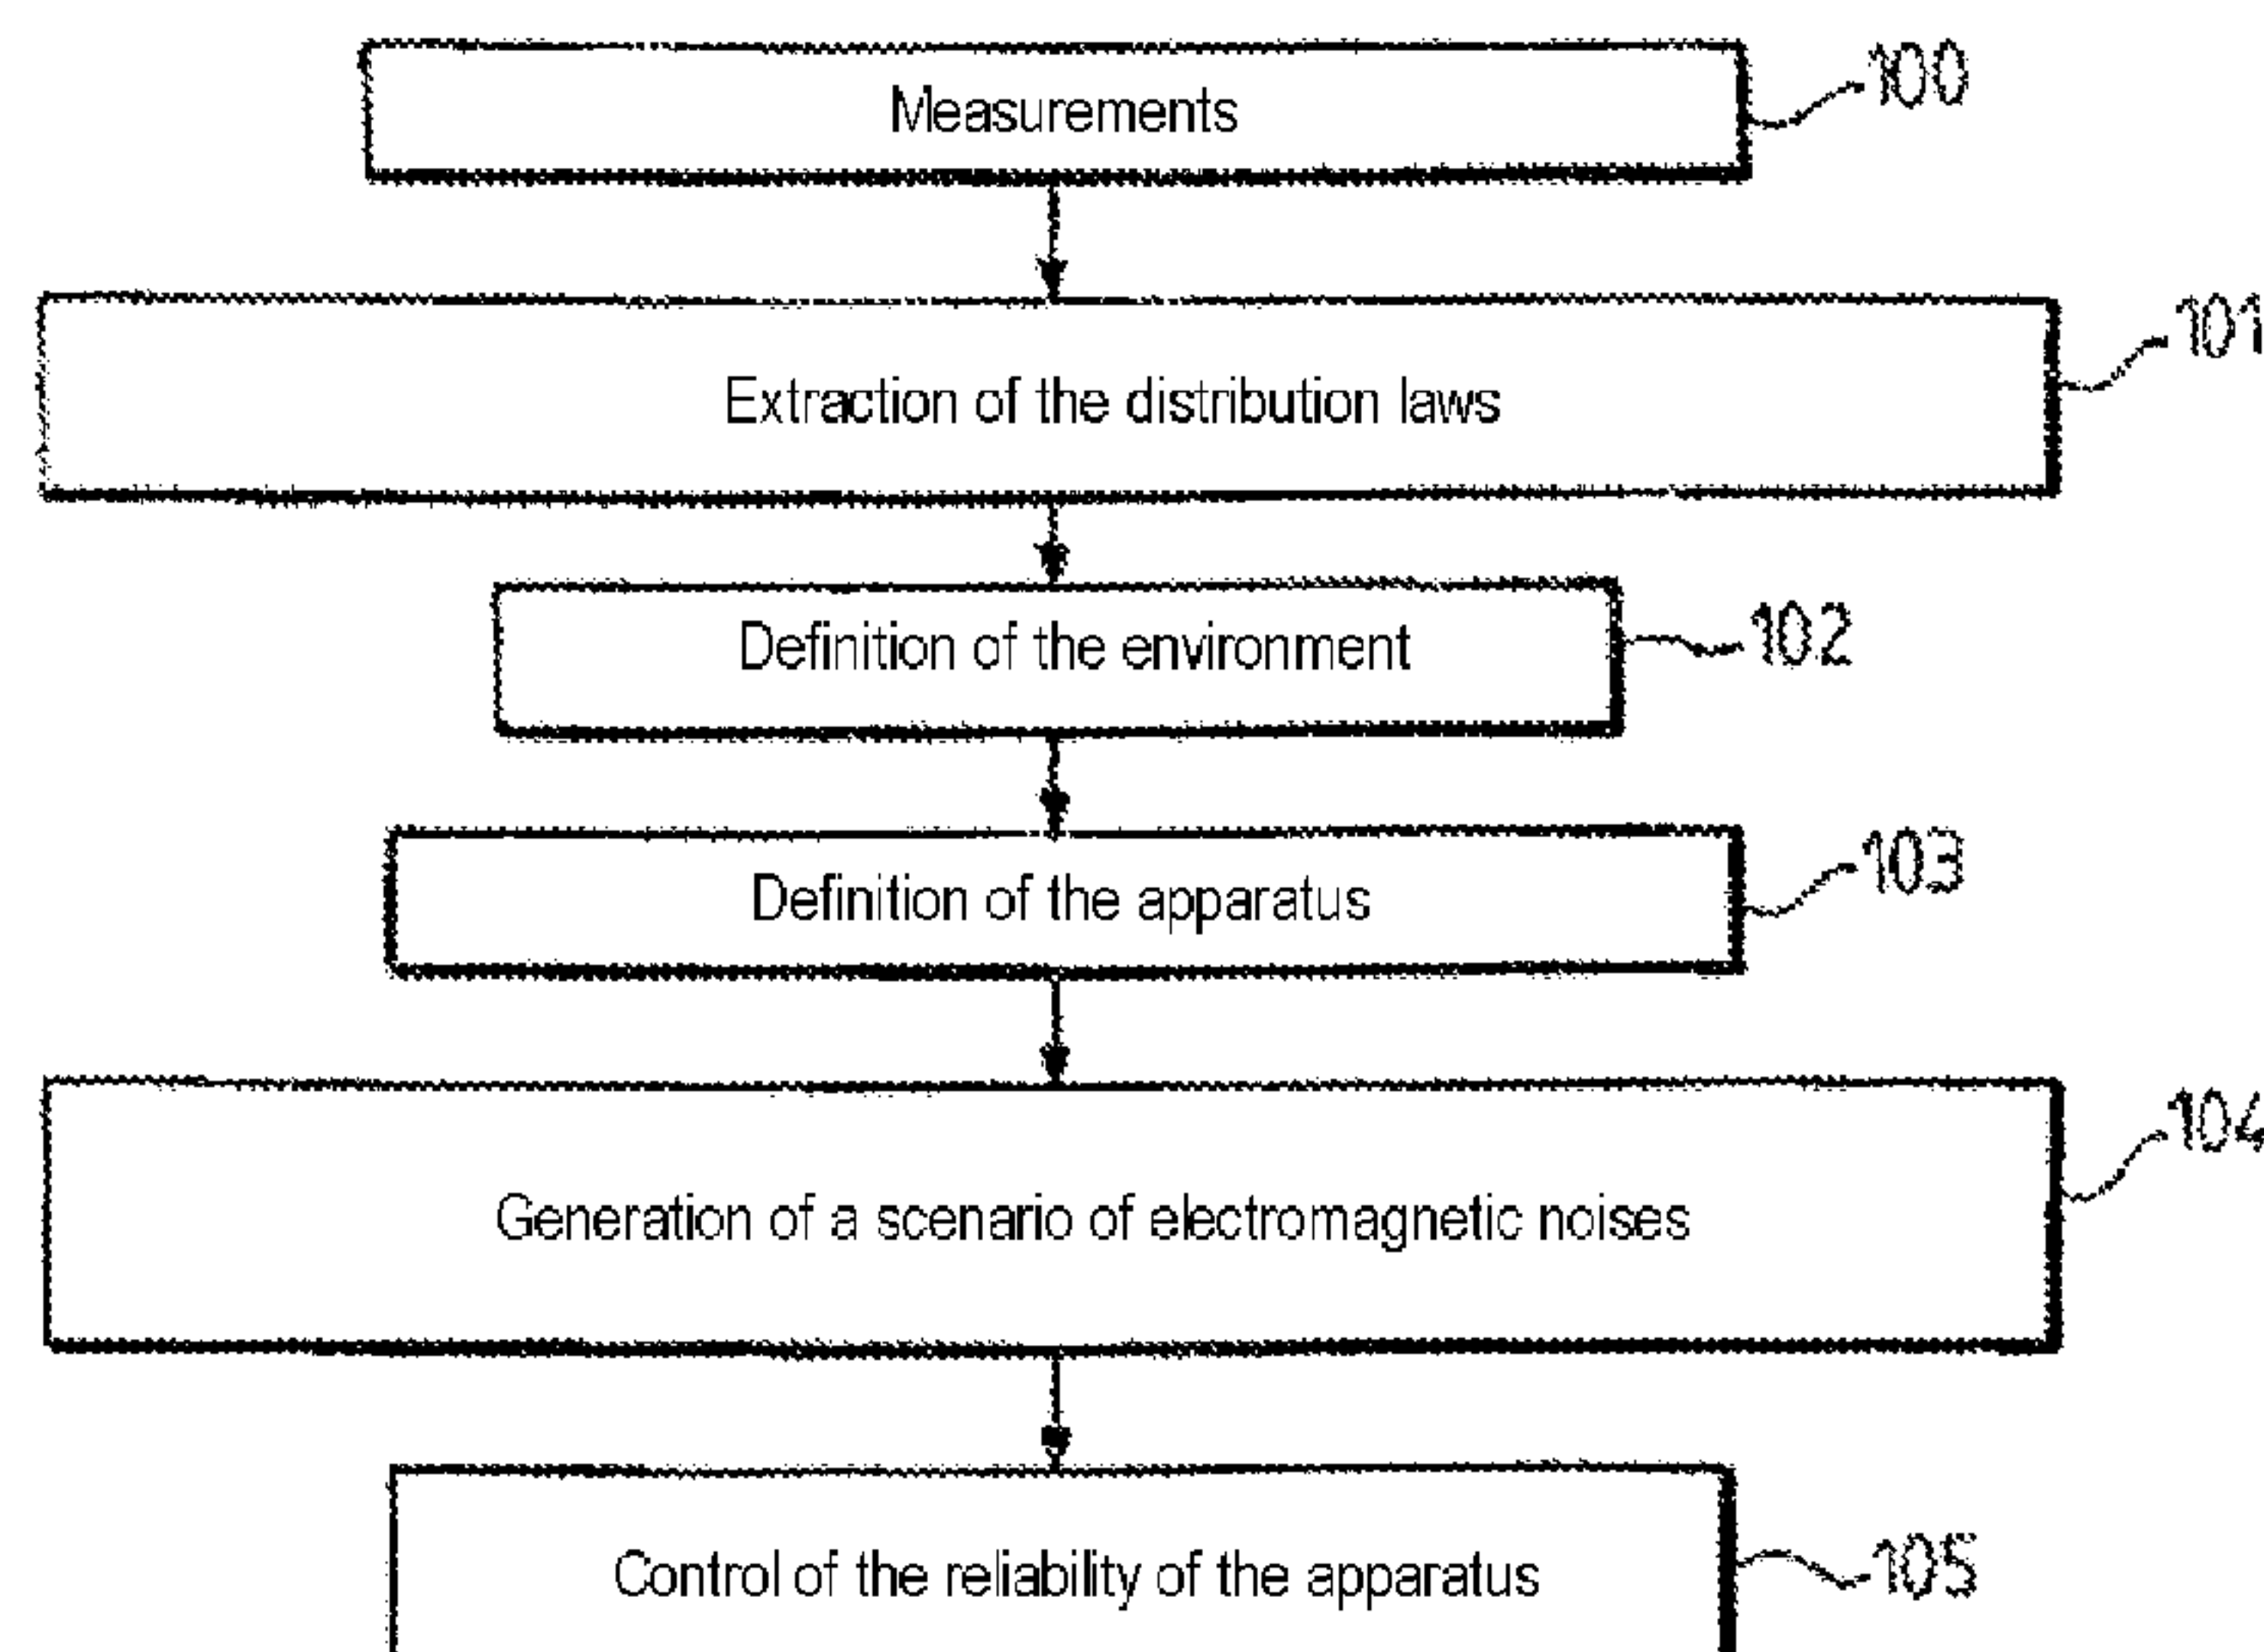 Measurements
100
Extraction of the distribution laws
101
Definition of the environment
102
Definition of the apparatus
103
Generation of a scenario of electromagnetic noises
104
Control of the reliability of the apparatus
105